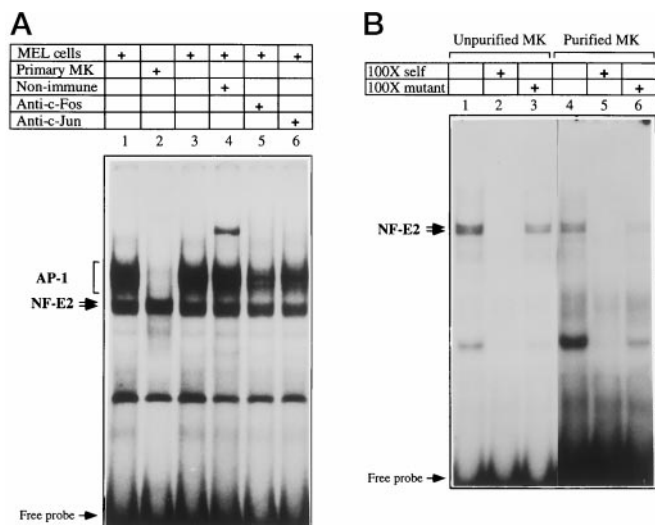 A
MEL cells + + + + +
Primary MK +
Non-immune +
Anti-c-Fos +
Anti-c-Jun +
1 2 3 4 5 6
AP-1
NF-E2
Free probe
B
Unpurified MK Purified MK
100X self + +
100X mutant + +
1 2 3 4 5 6
NF-E2
Free probe